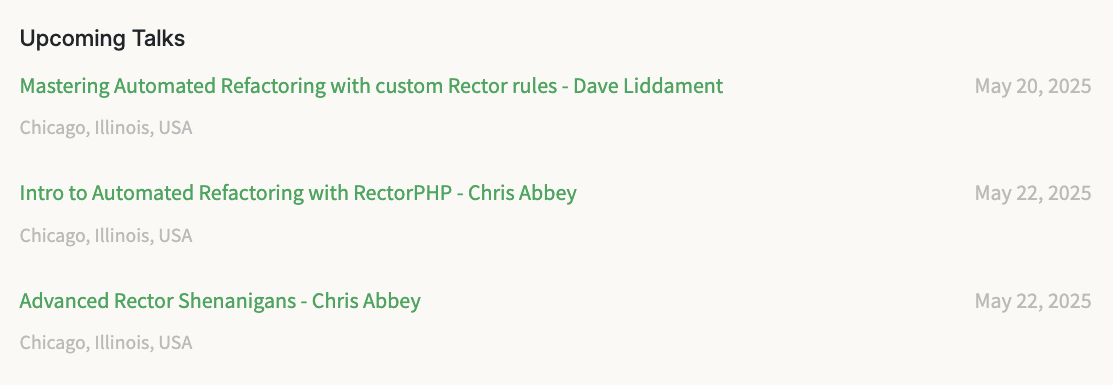 Upcoming Talks
Mastering Automated Refactoring with custom Rector rules - Dave Liddament May 20, 2025
Chicago, Illinois, USA
Intro to Automated Refactoring with RectorPHP - Chris Abbey May 22, 2025
Chicago, Illinois, USA
Advanced Rector Shenanigans - Chris Abbey May 22, 2025
Chicago, Illinois, USA